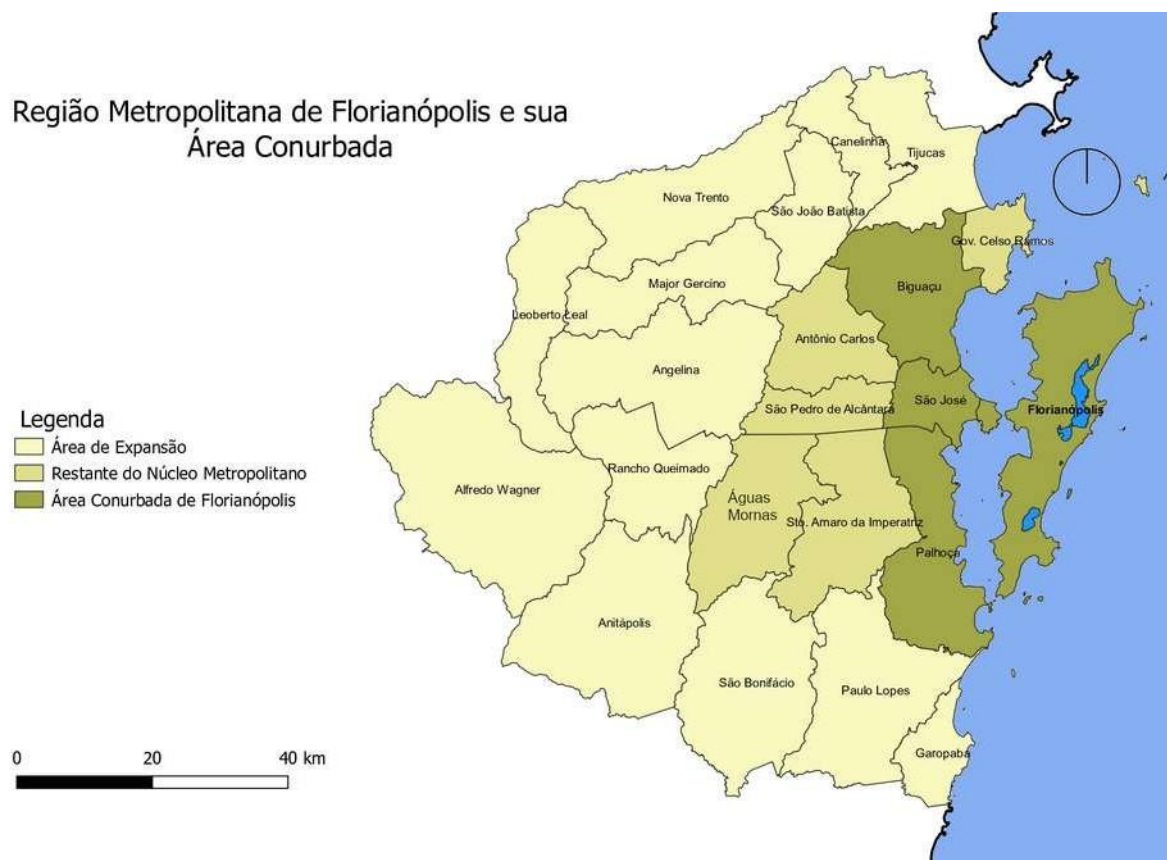 Região Metropolitana de Florianópolis e sua
Área Conurbada
Canelinha
Tijucas
Nova Trento
São João Batista
Gov. Celso Ramos
Major Gercino
Biguaçu
Leoberto Leal
Antônio Carlos
Angelina
São José
São Pedro de Alcântara
Florianópolis
Legenda
Área de Expansão
Restante do Núcleo Metropolitano
Área Conurbada de Florianópolis
Rancho Queimado
Alfredo Wagner
Águas
Mornas
Sto. Amaro da Imperatriz
Palhoça
Anitápolis
São Bonifácio
Paulo Lopes
Garopaba
0 20 40 km